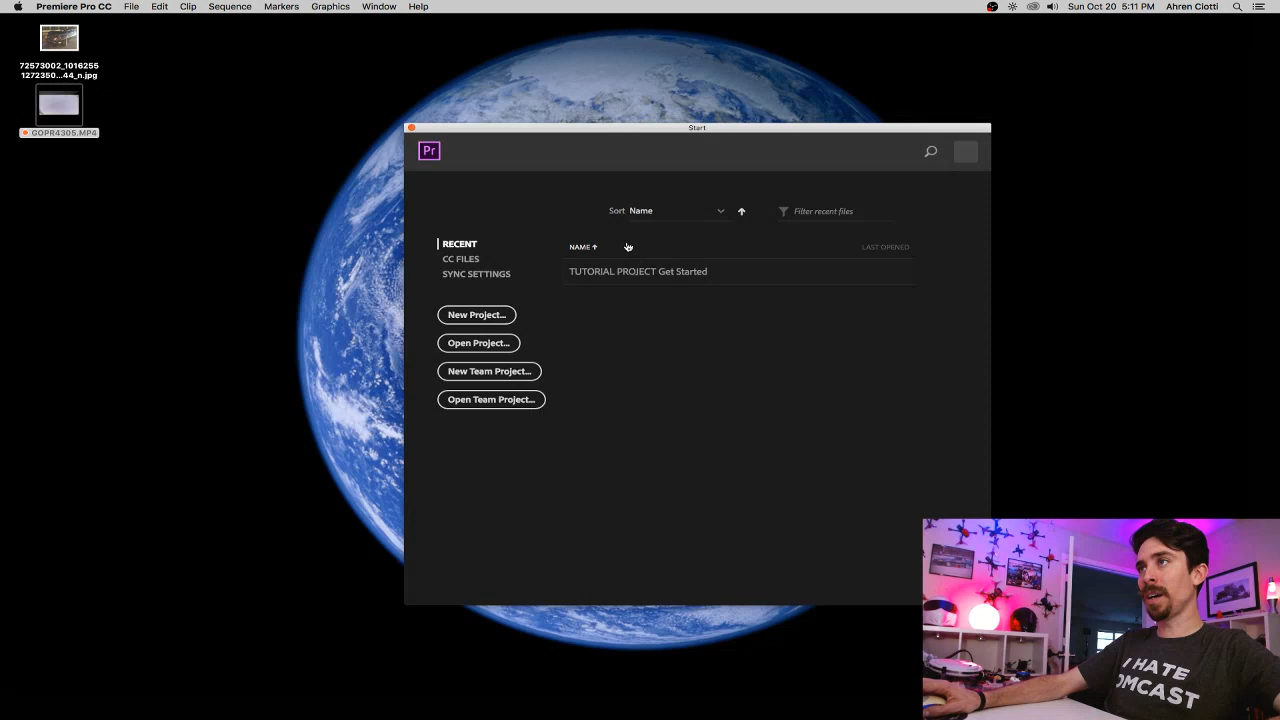 Premiere Pro CC File Edit Clip Sequence Markers Graphics Window Help Sun Oct 20 5:11 PM Ahren Ciotti
72573002_1016255
1272350...44_n.jpg
GOPR4305.MP4
Start
Pr
Sort Name Filter recent files
RECENT
CC FILES
SYNC SETTINGS
NAME LAST OPENED
TUTORIAL PROJECT Get Started
New Project...
Open Project...
New Team Project...
Open Team Project...
I HATE
OMCAST